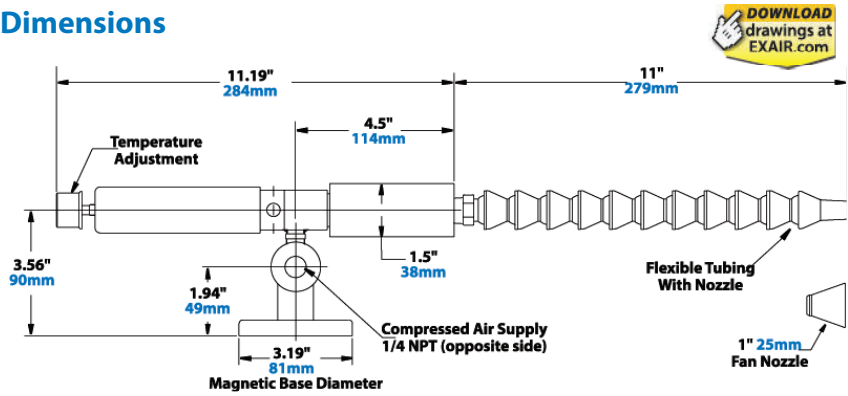 Dimensions
DOWNLOAD
drawings at
EXAIR.com
11.19"
284mm
11"
279mm
4.5"
114mm
Temperature
Adjustment
3.56"
90mm
1.94"
49mm
1.5"
38mm
Flexible Tubing
With Nozzle
Compressed Air Supply
1/4 NPT (opposite side)
3.19"
81mm
Magnetic Base Diameter
1" 25mm
Fan Nozzle